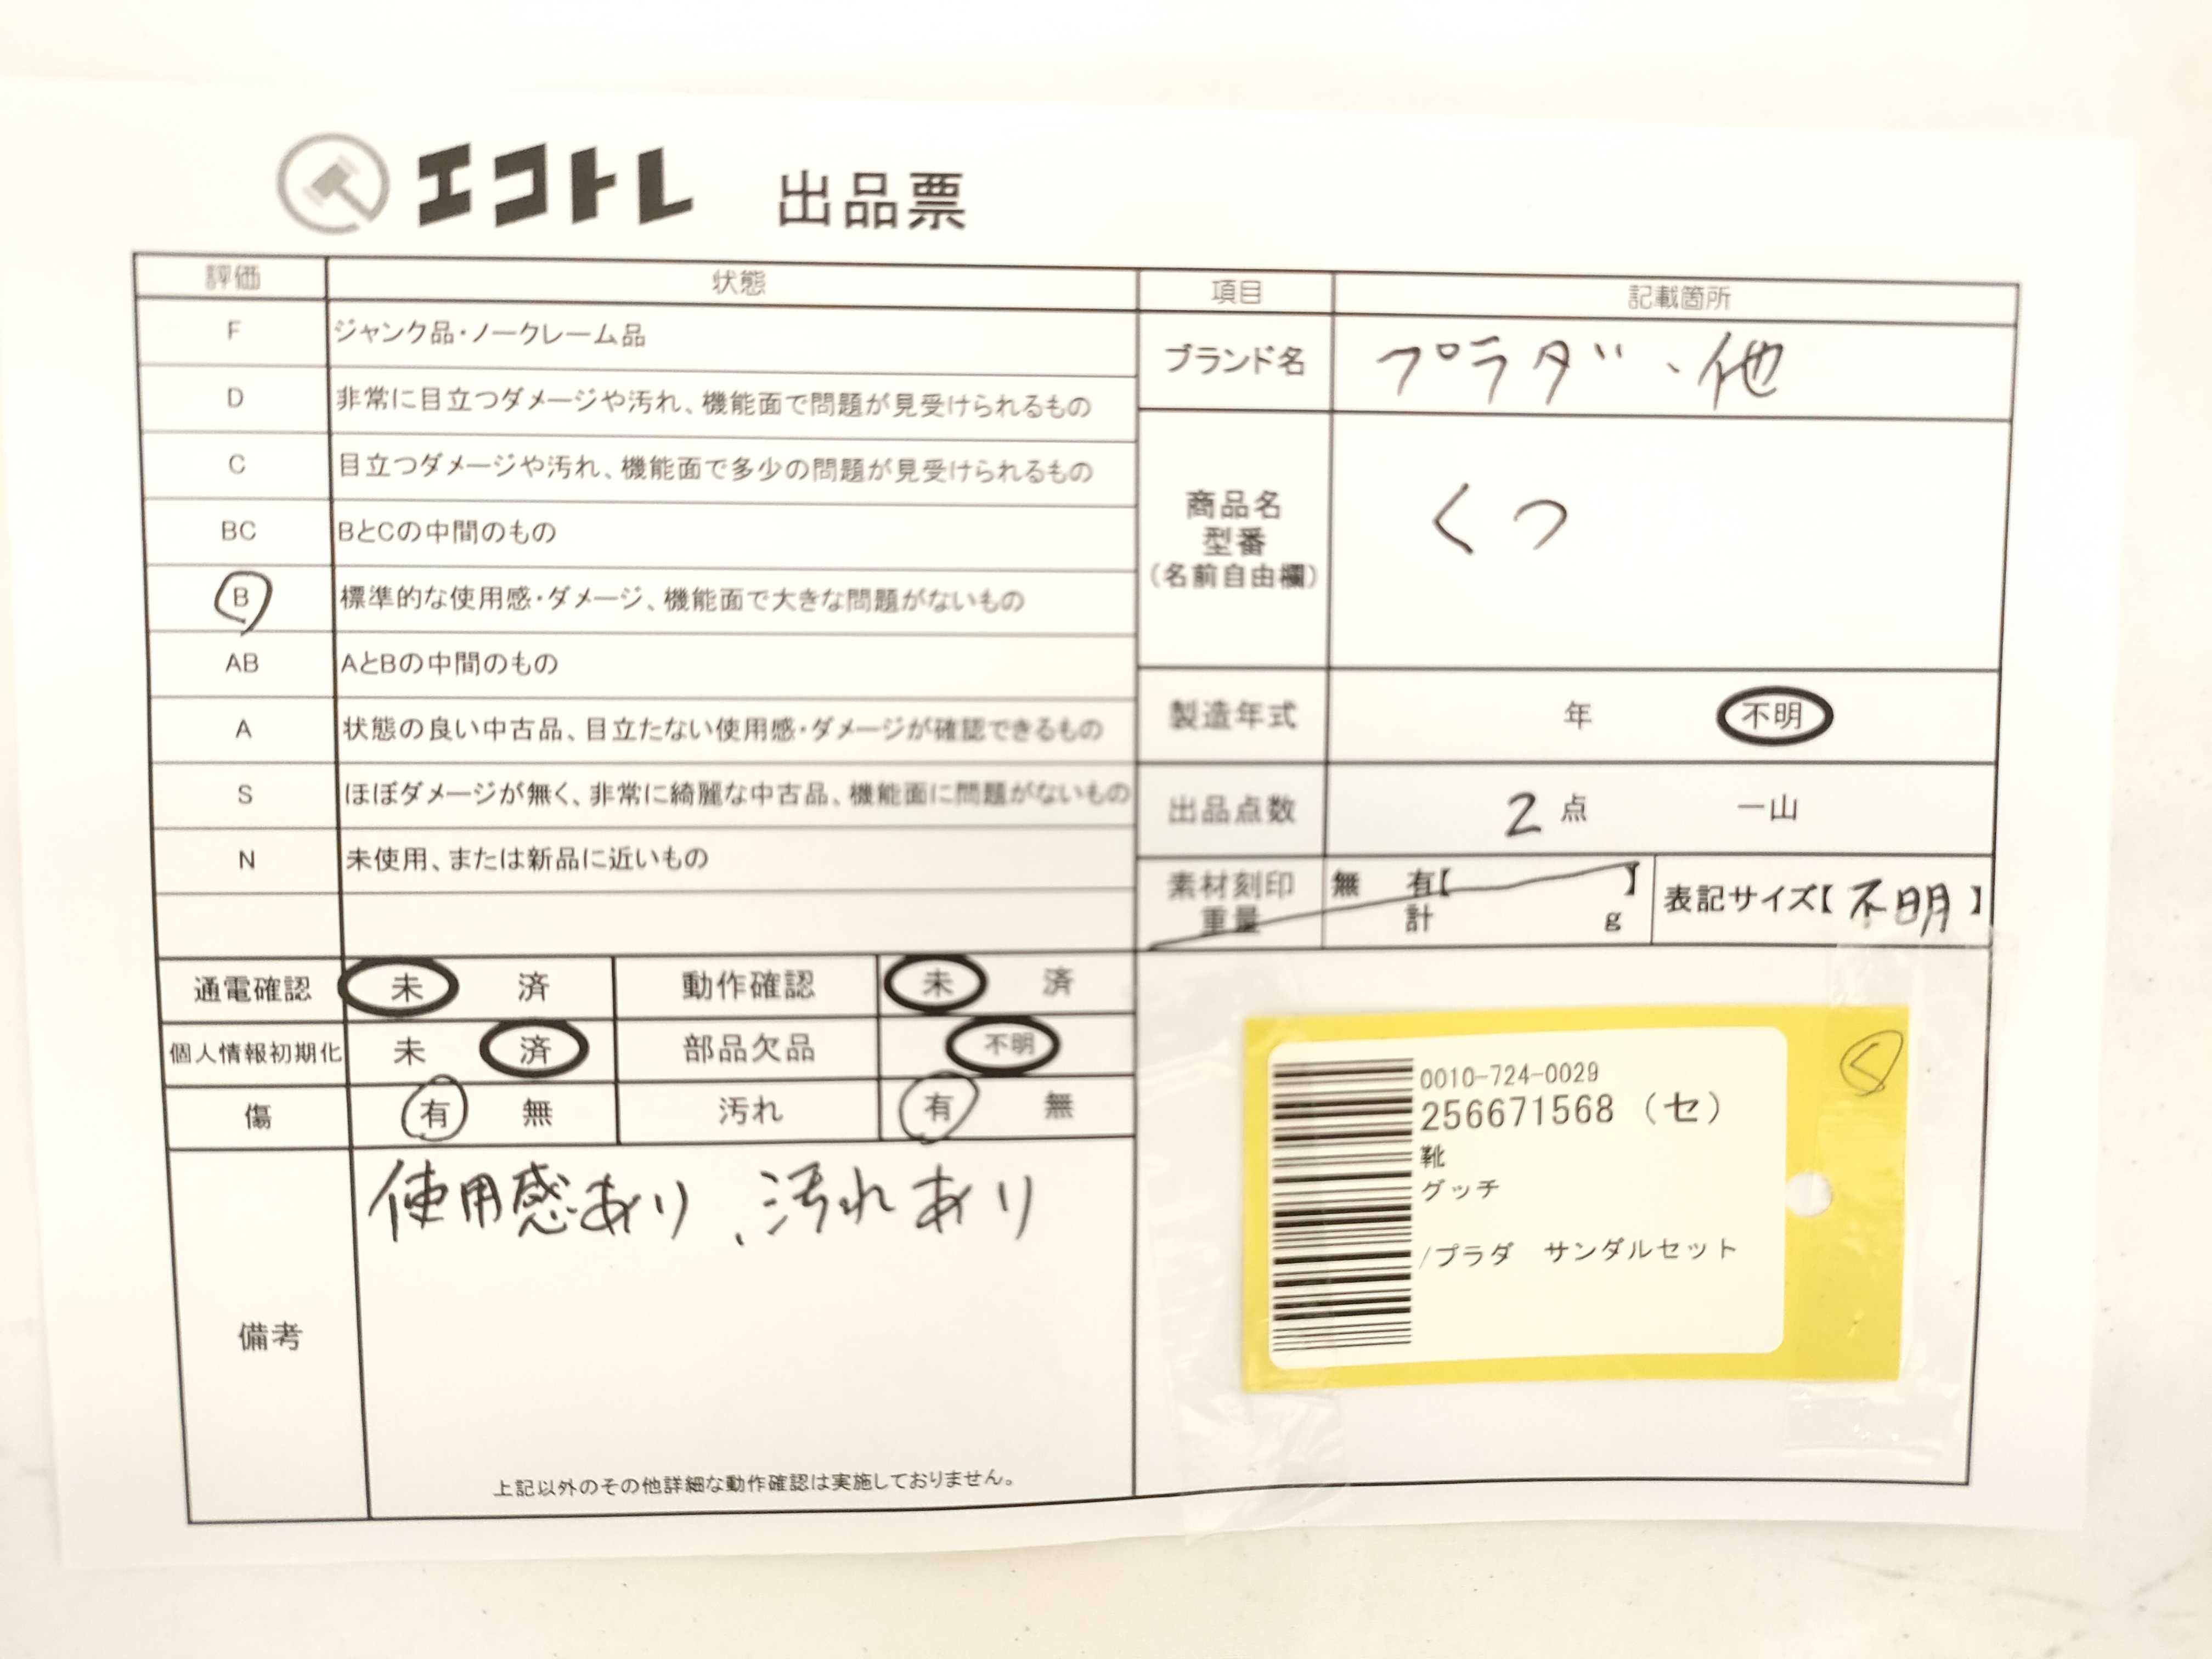 エコトレ 出品票
評価 状態 項目 記載箇所
F ジャンク品・ノークレーム品
D 非常に目立つダメージや汚れ、機能面で問題が見受けられるもの
C 目立つダメージや汚れ、機能面で多少の問題が見受けられるもの
BC BとCの中間のもの
B 標準的な使用感・ダメージ、機能面で大きな問題がないもの
AB AとBの中間のもの
A 状態の良い中古品、目立たない使用感・ダメージが確認できるもの
S ほぼダメージが無く、非常に綺麗な中古品、機能面に問題がないもの
N 未使用、または新品に近いもの
ブランド名 プラダ、他
商品名
型番
(名前自由欄)
くつ
製造年式 年 不明
出品点数 2 点 一山
素材刻印 無 有【 】
重量 計 g
表記サイズ【 不明 】
通電確認 未 済 動作確認 未 済
個人情報初期化 未 済 部品欠品 不明
傷 有 無 汚れ 有 無
備考
使用感あり、汚れあり
上記以外のその他詳細な動作確認は実施しておりません。
0010-724-0029
256671568 (セ)
靴
グッチ
/プラダ サンダルセット